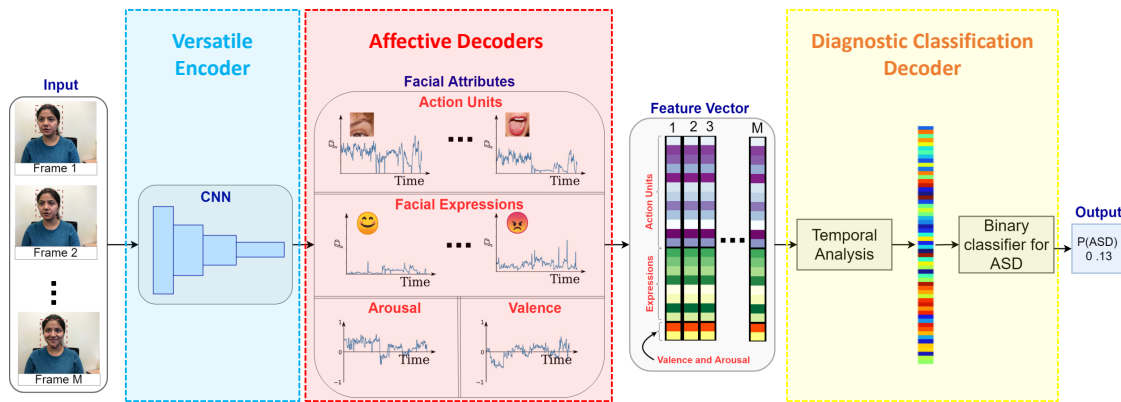 Input
Frame 1
Frame 2
Frame M
Versatile
Encoder
CNN
Affective Decoders
Facial Attributes
Action Units
P
Time
P
Time
Facial Expressions
P
Time
P
Time
Arousal
1
0
−1
Time
Valence
1
0
−1
Time
Feature Vector
1 2 3 M
Action Units
Expressions
Valence and Arousal
Diagnostic Classification
Decoder
Temporal
Analysis
Binary
classifier for
ASD
Output
P(ASD)
0 .13